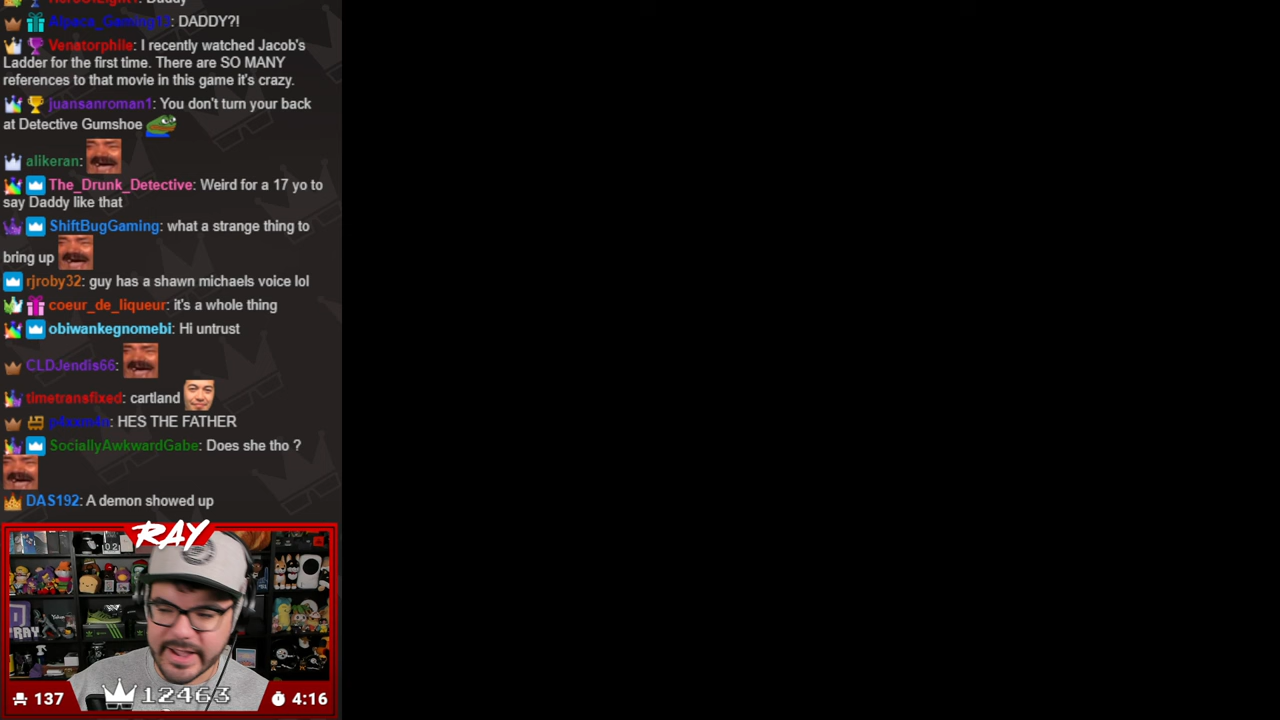 Daddy
Alpaca_Gaming11: DADDY?!
Venatorphile: I recently watched Jacob's
Ladder for the first time. There are SO MANY
references to that movie in this game it's crazy.
juansanroman1: You don't turn your back
at Detective Gumshoe
alikeran:
The_Drunk_Detective: Weird for a 17 yo to
say Daddy like that
ShiftBugGaming: what a strange thing to
bring up
rjroby32: guy has a shawn michaels voice lol
coeur_de_liqueur: it's a whole thing
obiwankegnomebi: Hi untrust
CLDJendis66:
timetransfixed: cartland
HES THE FATHER
SociallyAwkwardGabe: Does she tho ?
DAS192: A demon showed up
RAY
137
12463
4:16